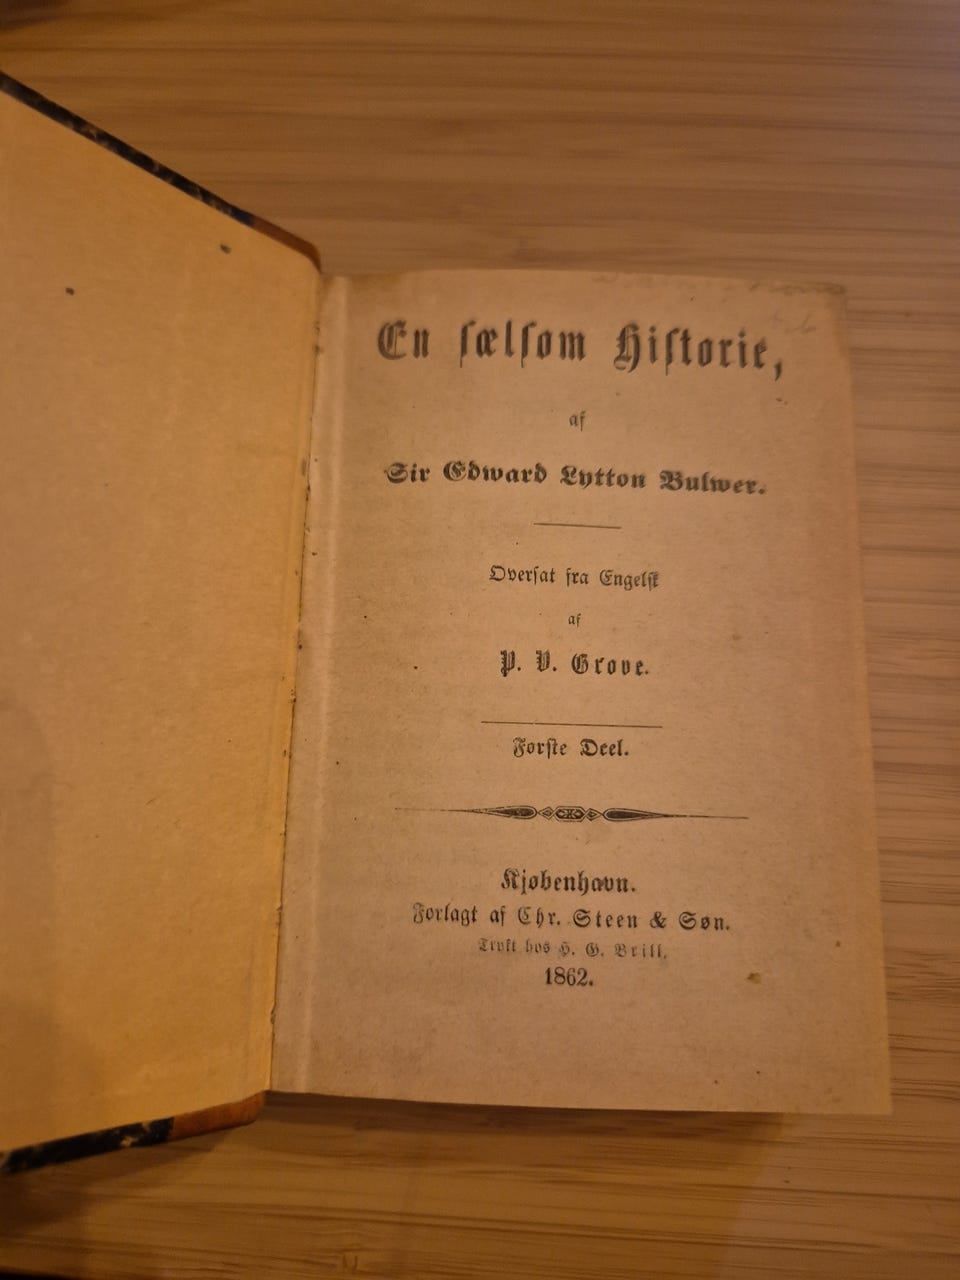 En sælsom Historie,
af
Sir Edward Lytton Bulwer.
Oversat fra Engelsk
af
P. V. Grove.
Første Deel.
Kjøbenhavn.
Forlagt af Chr. Steen & Søn.
Trykt hos H. G. Brill.
1862.